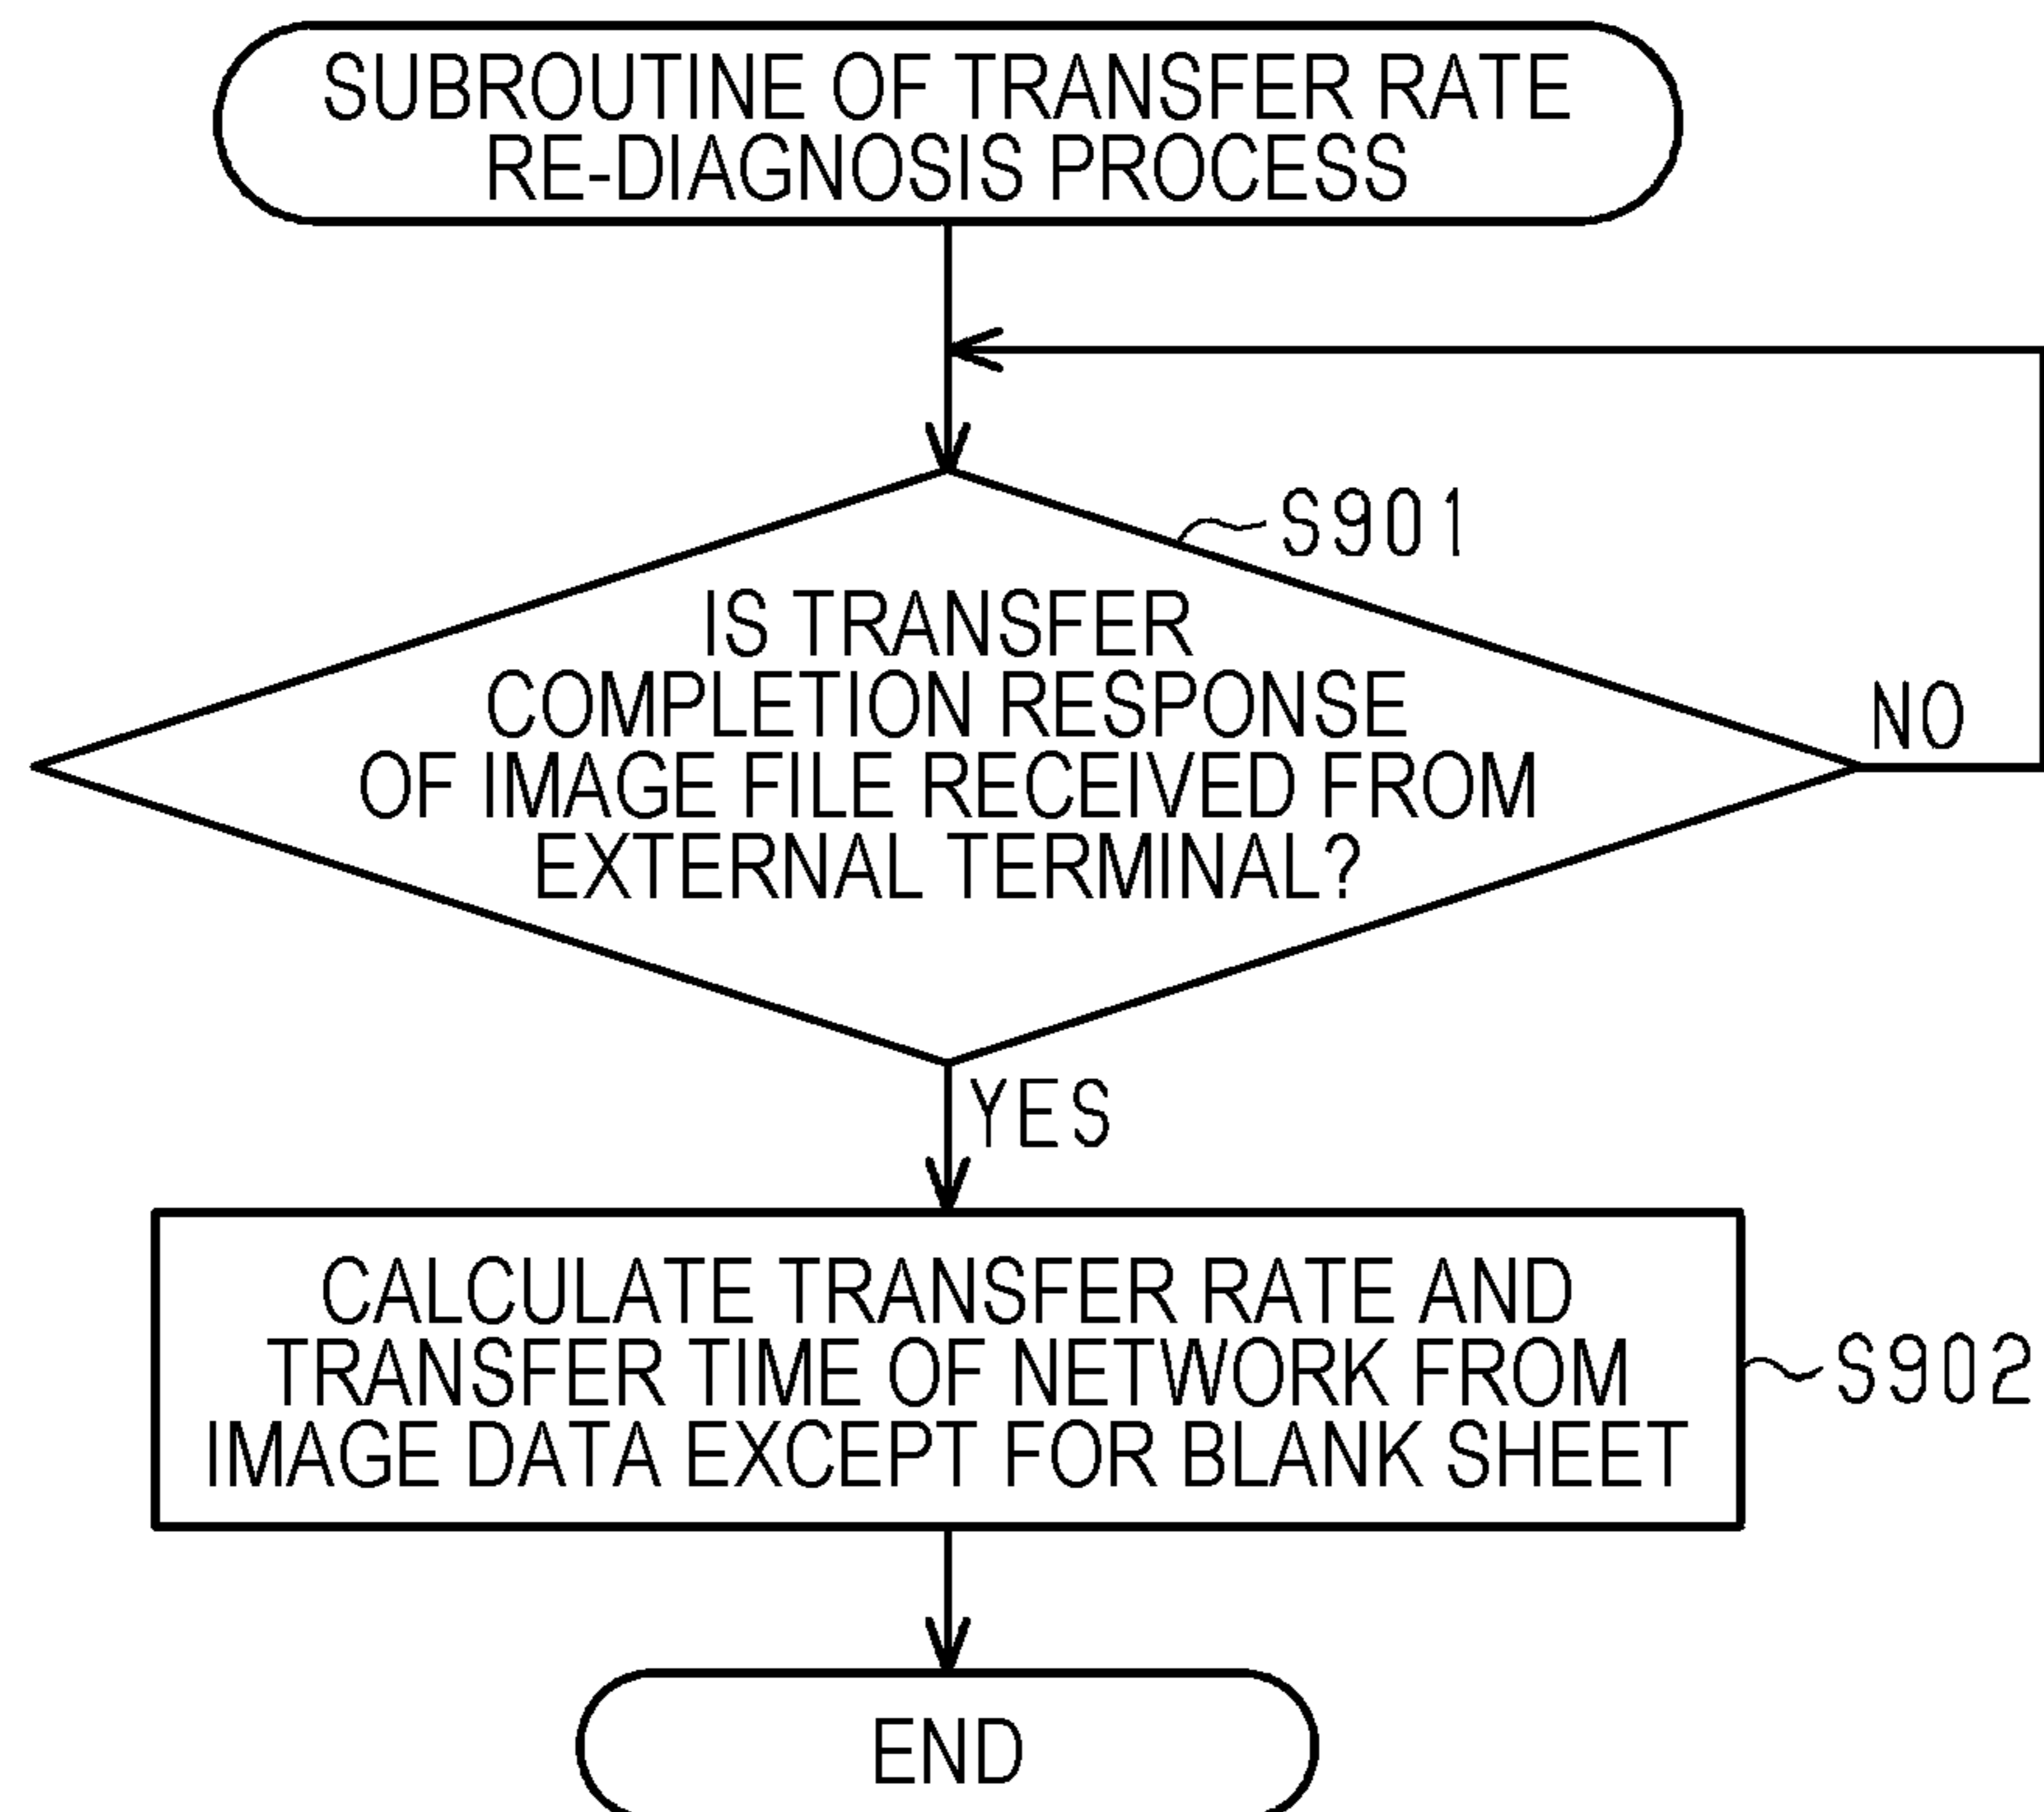 SUBROUTINE OF TRANSFER RATE
RE-DIAGNOSIS PROCESS
S901
IS TRANSFER
COMPLETION RESPONSE
OF IMAGE FILE RECEIVED FROM
EXTERNAL TERMINAL?
NO
YES
CALCULATE TRANSFER RATE AND
TRANSFER TIME OF NETWORK FROM
IMAGE DATA EXCEPT FOR BLANK SHEET
S902
END